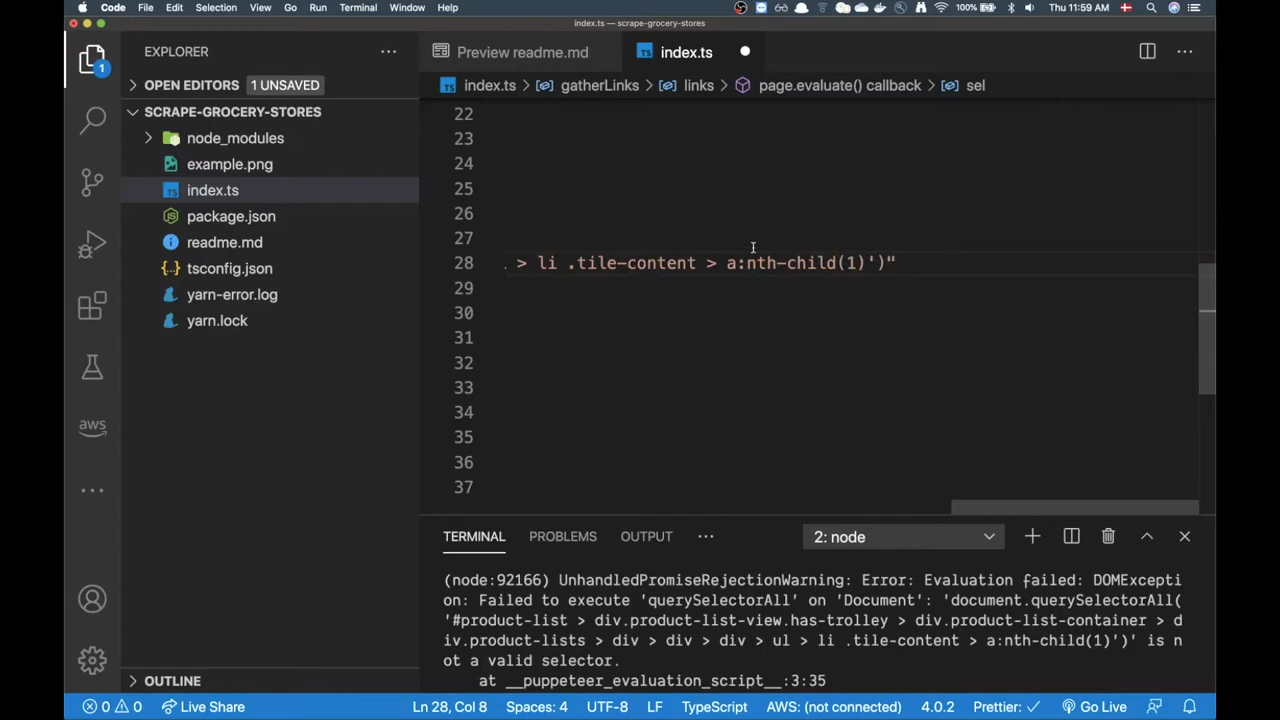 Code File Edit Selection View Go Run Terminal Window Help 100% Thu 11:59 AM
index.ts — scrape-grocery-stores
EXPLORER
Preview readme.md
index.ts
OPEN EDITORS 1 UNSAVED
index.ts > gatherLinks > links > page.evaluate() callback > sel
SCRAPE-GROCERY-STORES
node_modules
example.png
index.ts
package.json
readme.md
tsconfig.json
yarn-error.log
yarn.lock
22
23
24
25
26
27
28 . > li .tile-content > a:nth-child(1)')"
29
30
31
32
33
34
35
36
37
1
aws
TERMINAL PROBLEMS OUTPUT 2: node
(node:92166) UnhandledPromiseRejectionWarning: Error: Evaluation failed: DOMExcepti
on: Failed to execute 'querySelectorAll' on 'Document': 'document.querySelectorAll(
'#product-list > div.product-list-view.has-trolley > div.product-list-container > d
iv.product-lists > div > div > div > ul > li .tile-content > a:nth-child(1)')' is n
ot a valid selector.
at __puppeteer_evaluation_script__:3:35
OUTLINE
0 0 Live Share Ln 28, Col 8 Spaces: 4 UTF-8 LF TypeScript AWS: (not connected) 4.0.2 Prettier: ✓ Go Live